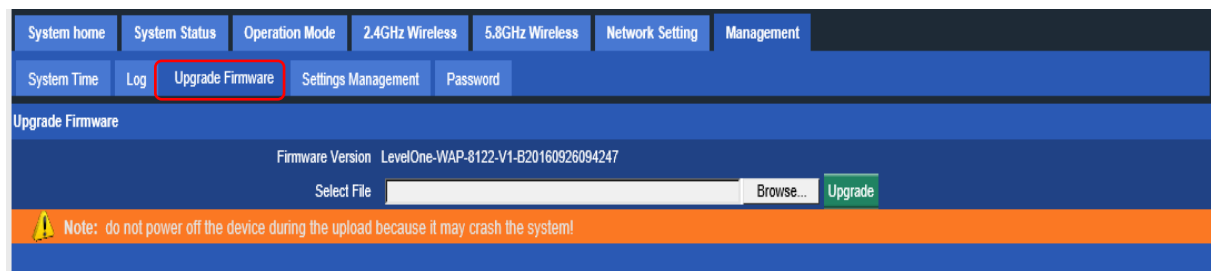 System home System Status Operation Mode 2.4GHz Wireless 5.8GHz Wireless Network Setting Management
System Time Log Upgrade Firmware Settings Management Password
Upgrade Firmware
Firmware Version LevelOne-WAP-8122-V1-B20160926094247
Select File Browse... Upgrade
Note: do not power off the device during the upload because it may crash the system!